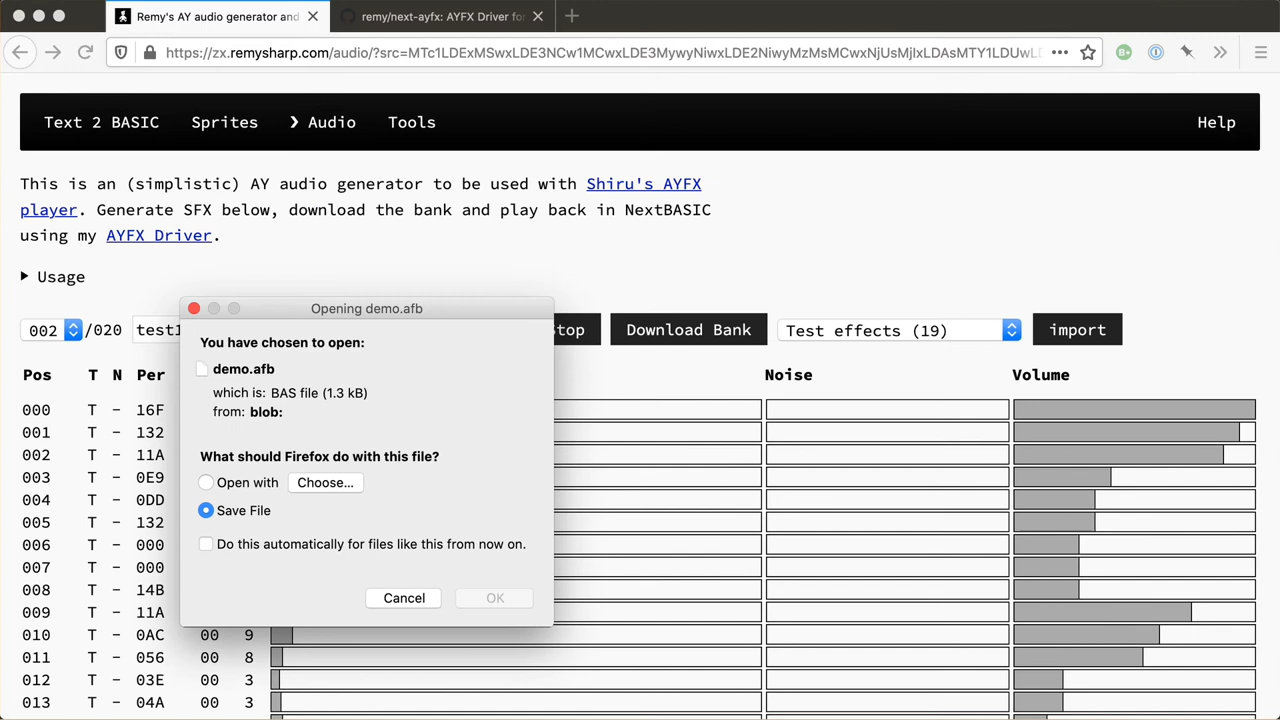 Remy's AY audio generator and
remy/next-ayfx: AYFX Driver for
https://zx.remysharp.com/audio/?src=MTc1LDExMSwxLDE3NCw1MCwxLDE3MywyNiwxLDE2NiwyMzMsMCwxNjUsMjIxLDAsMTY1LDUwLD
Text 2 BASIC Sprites ❯ Audio Tools Help
This is an (simplistic) AY audio generator to be used with Shiru's AYFX
player. Generate SFX below, download the bank and play back in NextBASIC
using my AYFX Driver.
Usage
002 /020 test1 Stop Download Bank Test effects (19) import
Opening demo.afb
You have chosen to open:
demo.afb
which is: BAS file (1.3 kB)
from: blob:
What should Firefox do with this file?
Open with Choose...
Save File
Do this automatically for files like this from now on.
Cancel OK
Pos T N Per Noise Volume
000 T - 16F
001 T - 132
002 T - 11A
003 T - 0E9
004 T - 0DD
005 T - 132
006 T - 000
007 T - 000
008 T - 14B
009 T - 11A
010 T - 0AC 00 9
011 T - 056 00 8
012 T - 03E 00 3
013 T - 04A 00 3